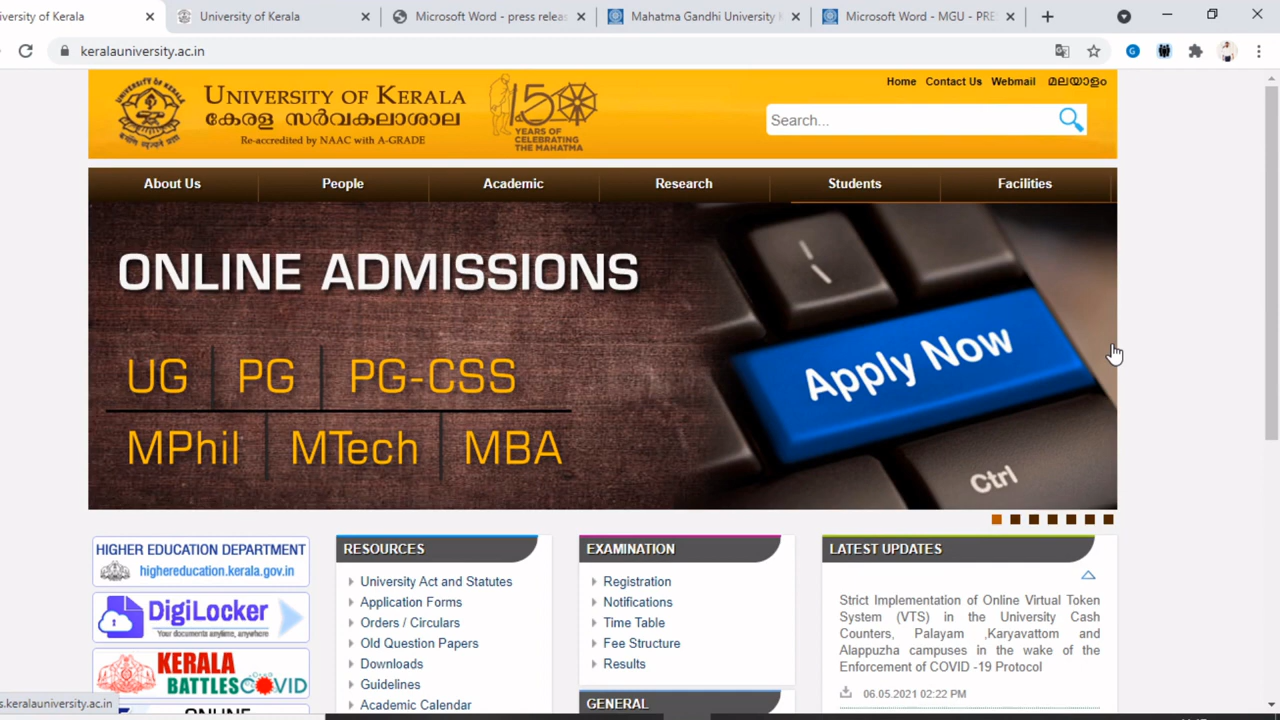 iversity of Kerala
University of Kerala
Microsoft Word - press relea
Mahatma Gandhi University
Microsoft Word - MGU - PRE
keralauniversity.ac.in
Home
Contact Us
Webmail
മലയാളം
UNIVERSITY OF KERALA
കേരള സർവകലാശാല
Re-accredited by NAAC with A-GRADE
150
YEARS OF
CELEBRATING
THE MAHATMA
Search...
About Us
People
Academic
Research
Students
Facilities
ONLINE ADMISSIONS
UG
PG
PG-CSS
MPhil
MTech
MBA
Apply Now
Ctrl
HIGHER EDUCATION DEPARTMENT
highereducation.kerala.gov.in
DigiLocker
Your documents anytime, anywhere
KERALA
BATTLES COVID
ONLINE
s.keralauniversity.ac.in
RESOURCES
University Act and Statutes
Application Forms
Orders / Circulars
Old Question Papers
Downloads
Guidelines
Academic Calendar
EXAMINATION
Registration
Notifications
Time Table
Fee Structure
Results
GENERAL
LATEST UPDATES
Strict Implementation of Online Virtual Token
System (VTS) in the University Cash
Counters, Palayam ,Karyavattom and
Alappuzha campuses in the wake of the
Enforcement of COVID -19 Protocol
06.05.2021 02:22 PM